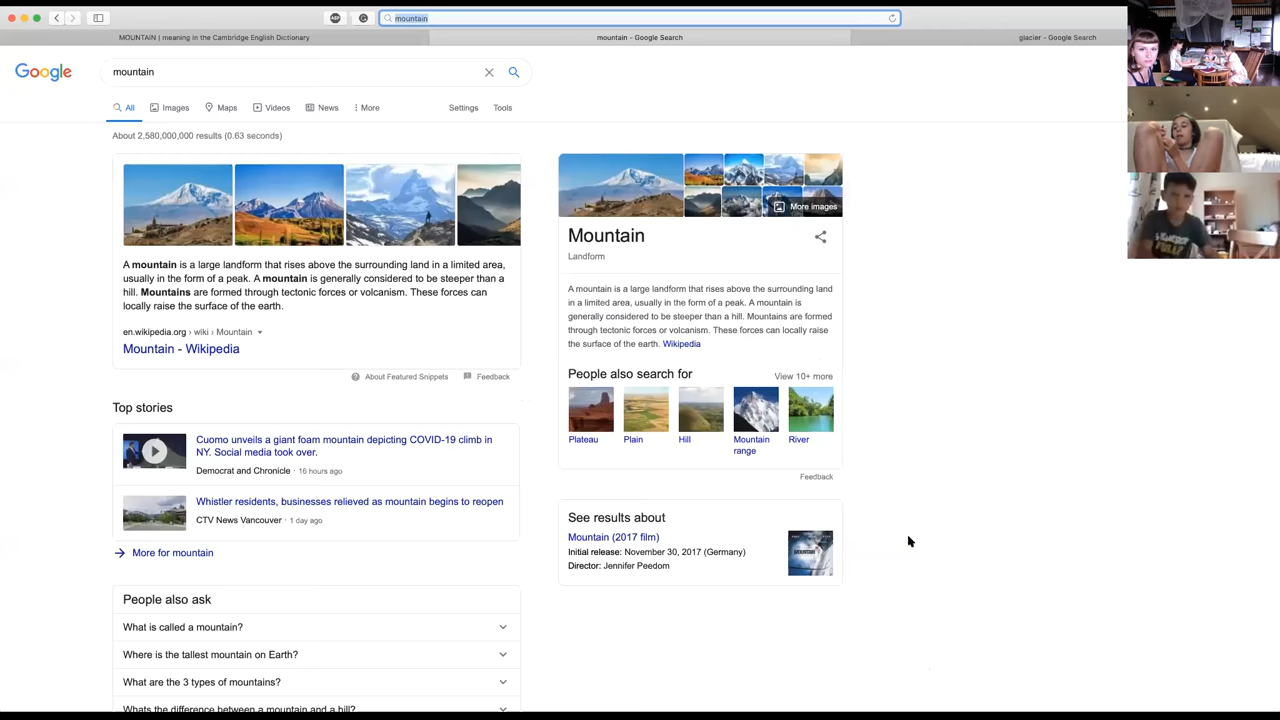 mountain
MOUNTAIN | meaning in the Cambridge English Dictionary
mountain - Google Search
glacier - Google Search
Google
mountain
All
Images
Maps
Videos
News
More
Settings
Tools
About 2,580,000,000 results (0.63 seconds)
A mountain is a large landform that rises above the surrounding land in a limited area,
usually in the form of a peak. A mountain is generally considered to be steeper than a
hill. Mountains are formed through tectonic forces or volcanism. These forces can
locally raise the surface of the earth.
en.wikipedia.org › wiki › Mountain
Mountain - Wikipedia
About Featured Snippets
Feedback
Top stories
Cuomo unveils a giant foam mountain depicting COVID-19 climb in
NY. Social media took over.
Democrat and Chronicle · 16 hours ago
Whistler residents, businesses relieved as mountain begins to reopen
CTV News Vancouver · 1 day ago
More for mountain
People also ask
What is called a mountain?
Where is the tallest mountain on Earth?
What are the 3 types of mountains?
Whats the difference between a mountain and a hill?
More images
Mountain
Landform
A mountain is a large landform that rises above the surrounding land
in a limited area, usually in the form of a peak. A mountain is
generally considered to be steeper than a hill. Mountains are formed
through tectonic forces or volcanism. These forces can locally raise
the surface of the earth. Wikipedia
People also search for
View 10+ more
Plateau
Plain
Hill
Mountain
range
River
Feedback
See results about
Mountain (2017 film)
Initial release: November 30, 2017 (Germany)
Director: Jennifer Peedom
MOUNTAIN